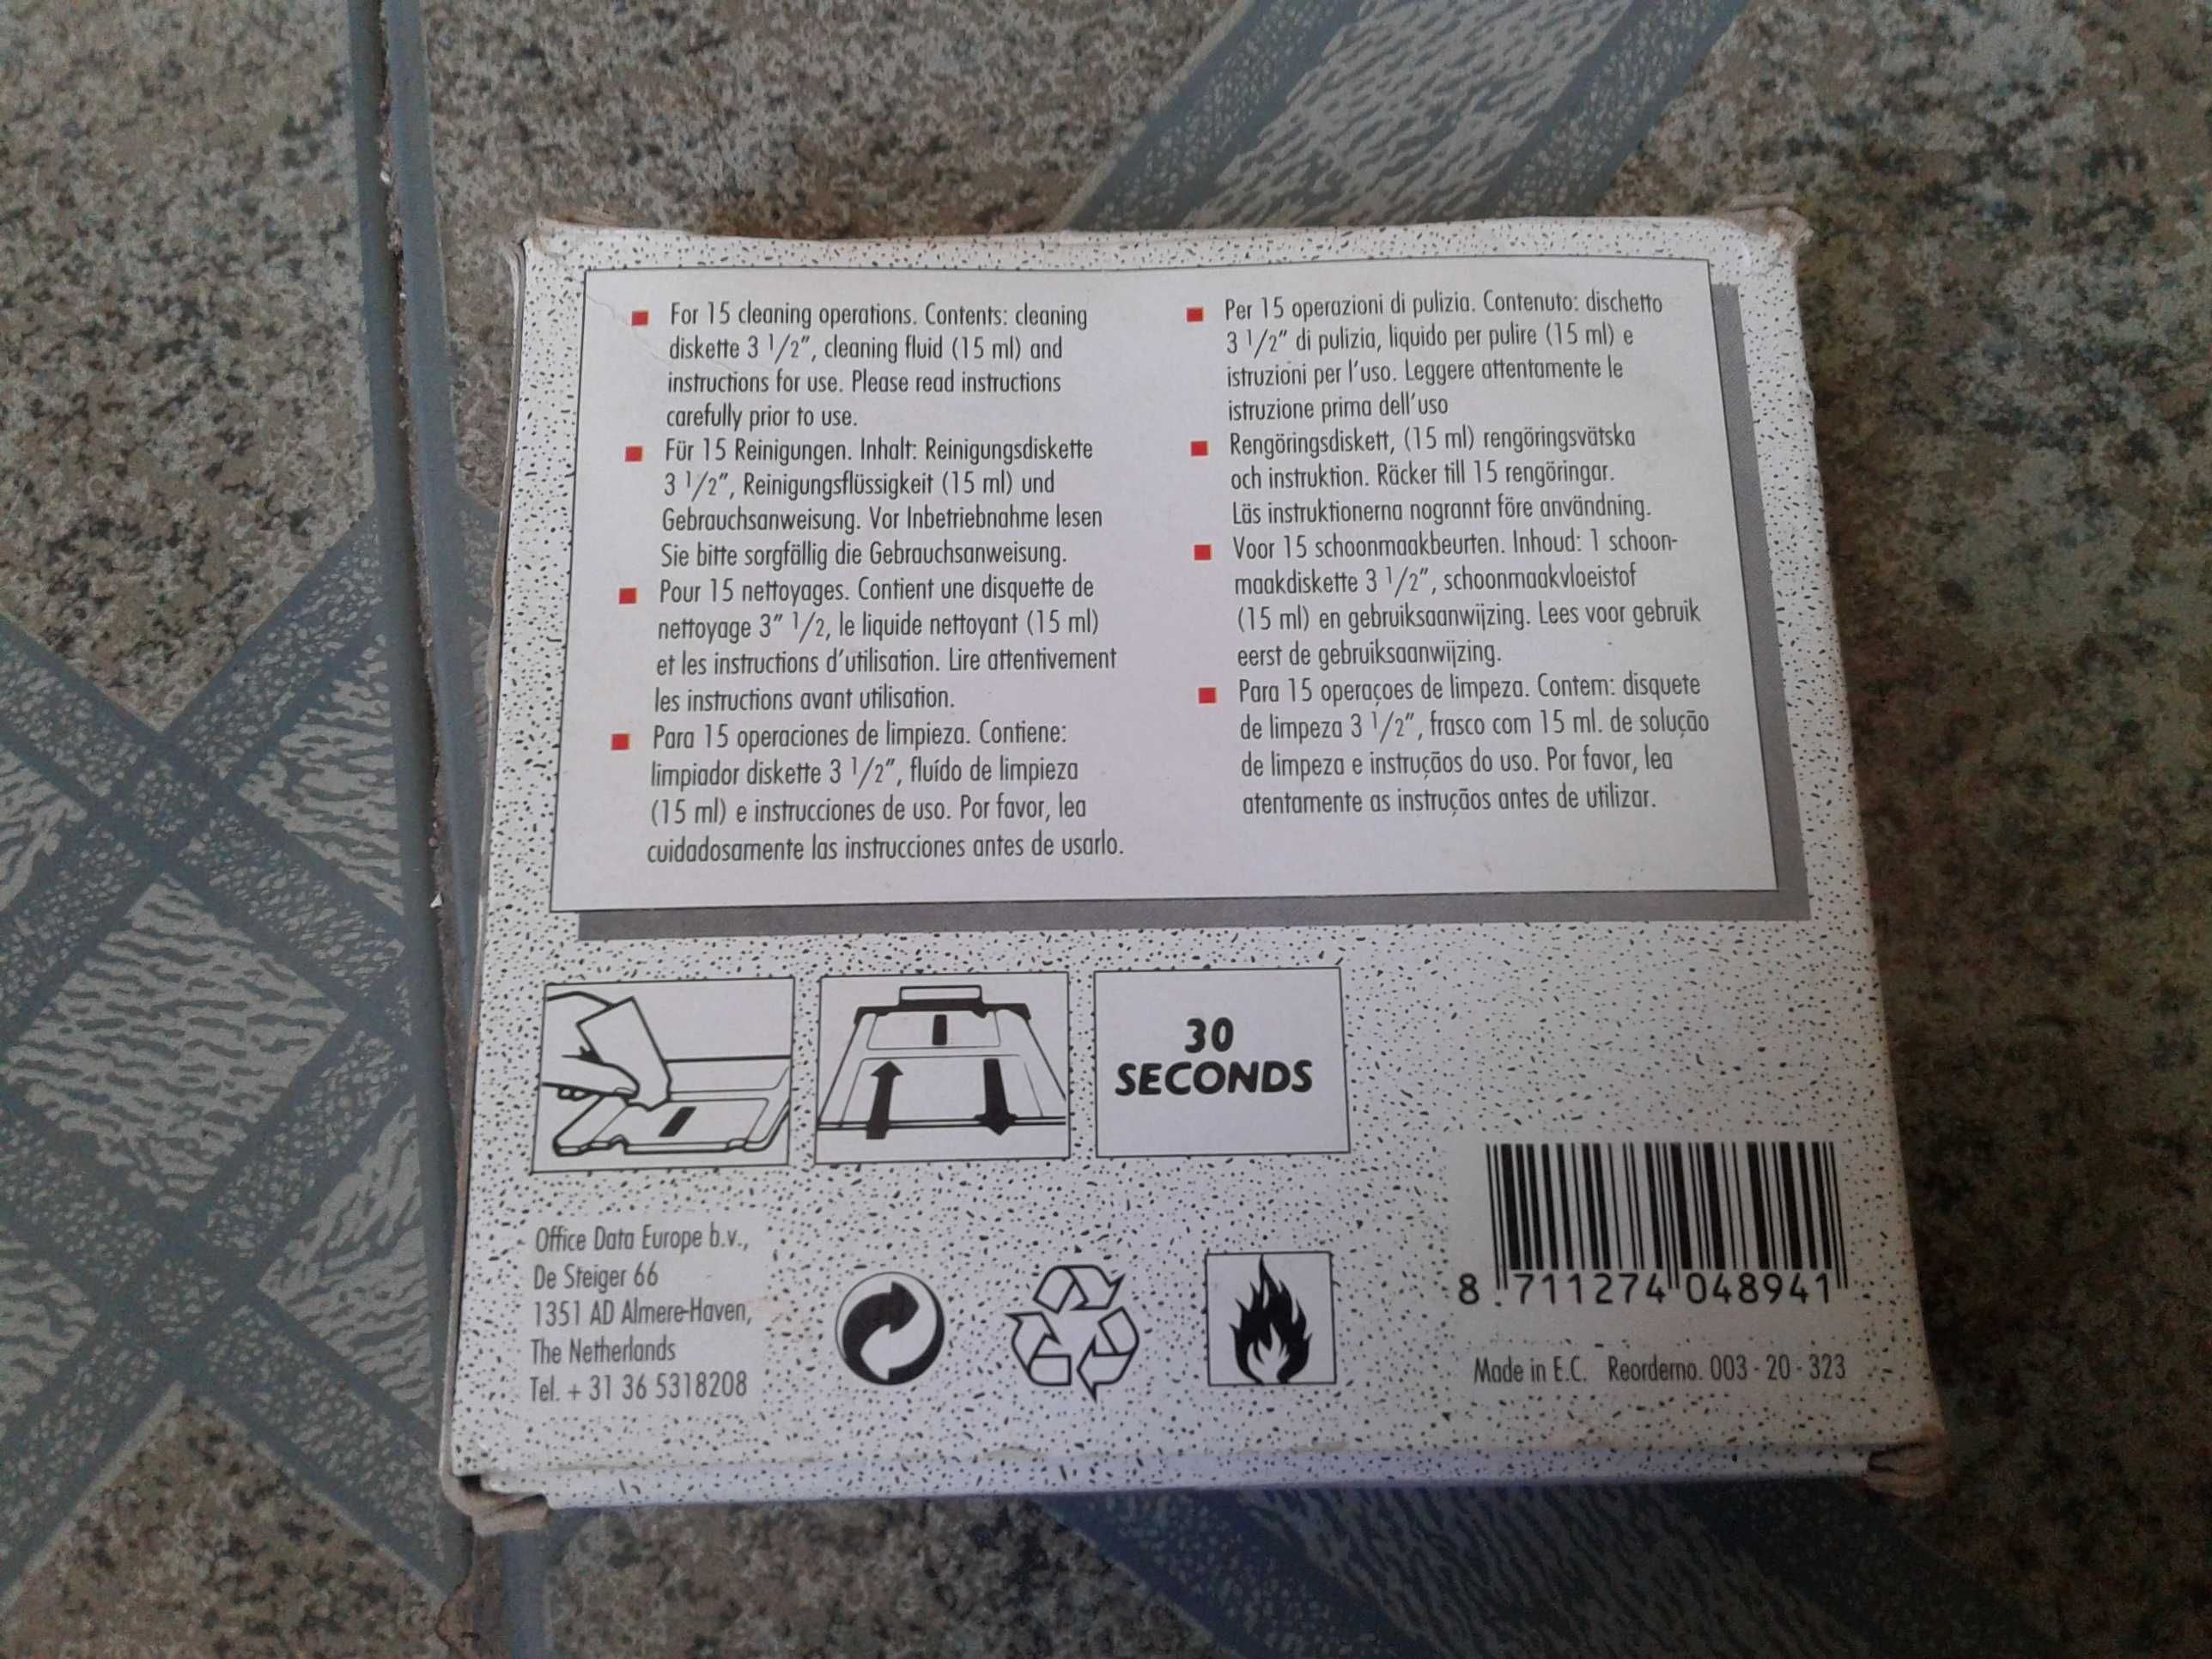 For 15 cleaning operations. Contents: cleaning
diskette 3 1/2", cleaning fluid (15 ml) and
instructions for use. Please read instructions
carefully prior to use.
Für 15 Reinigungen. Inhalt: Reinigungsdiskette
3 1/2", Reinigungsflüssigkeit (15 ml) und
Gebrauchsanweisung. Vor Inbetriebnahme lesen
Sie bitte sorgfällig die Gebrauchsanweisung.
Pour 15 nettoyages. Contient une disquette de
nettoyage 3" 1/2, le liquide nettoyant (15 ml)
et les instructions d'utilisation. Lire attentivement
les instructions avant utilisation.
Para 15 operaciones de limpieza. Contiene:
limpiador diskette 3 1/2", fluído de limpieza
(15 ml) e instrucciones de uso. Por favor, lea
cuidadosamente las instrucciones antes de usarlo.
Per 15 operazioni di pulizia. Contenuto: dischetto
3 1/2" di pulizia, liquido per pulire (15 ml) e
istruzioni per l'uso. Leggere attentamente le
istruzione prima dell'uso
Rengöringsdiskett, (15 ml) rengöringsvätska
och instruktion. Räcker till 15 rengöringar.
Läs instruktionerna nogrannt före användning.
Voor 15 schoonmaakbeurten. Inhoud: 1 schoon-
maakdiskette 3 1/2", schoonmaakvloeistof
(15 ml) en gebruiksaanwijzing. Lees voor gebruik
eerst de gebruiksaanwijzing.
Para 15 operaçoes de limpeza. Contem: disquete
de limpeza 3 1/2", frasco com 15 ml. de solução
de limpeza e instruçãos do uso. Por favor, lea
atentamente as instruçãos antes de utilizar.
30
SECONDS
Office Data Europe b.v.,
De Steiger 66
1351 AD Almere-Haven,
The Netherlands
Tel. + 31 36 5318208
8 711274 048941
Made in E.C. Reorderno. 003 - 20 - 323